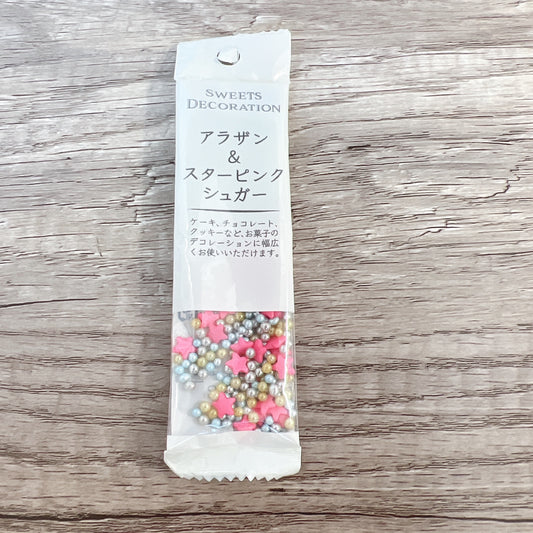 SWEETS
DECORATION
アラザン
&
スターピンク
シュガー
ケーキ、チョコレート、
クッキーなど、お菓子の
デコレーションに幅広
くお使いいただけます。